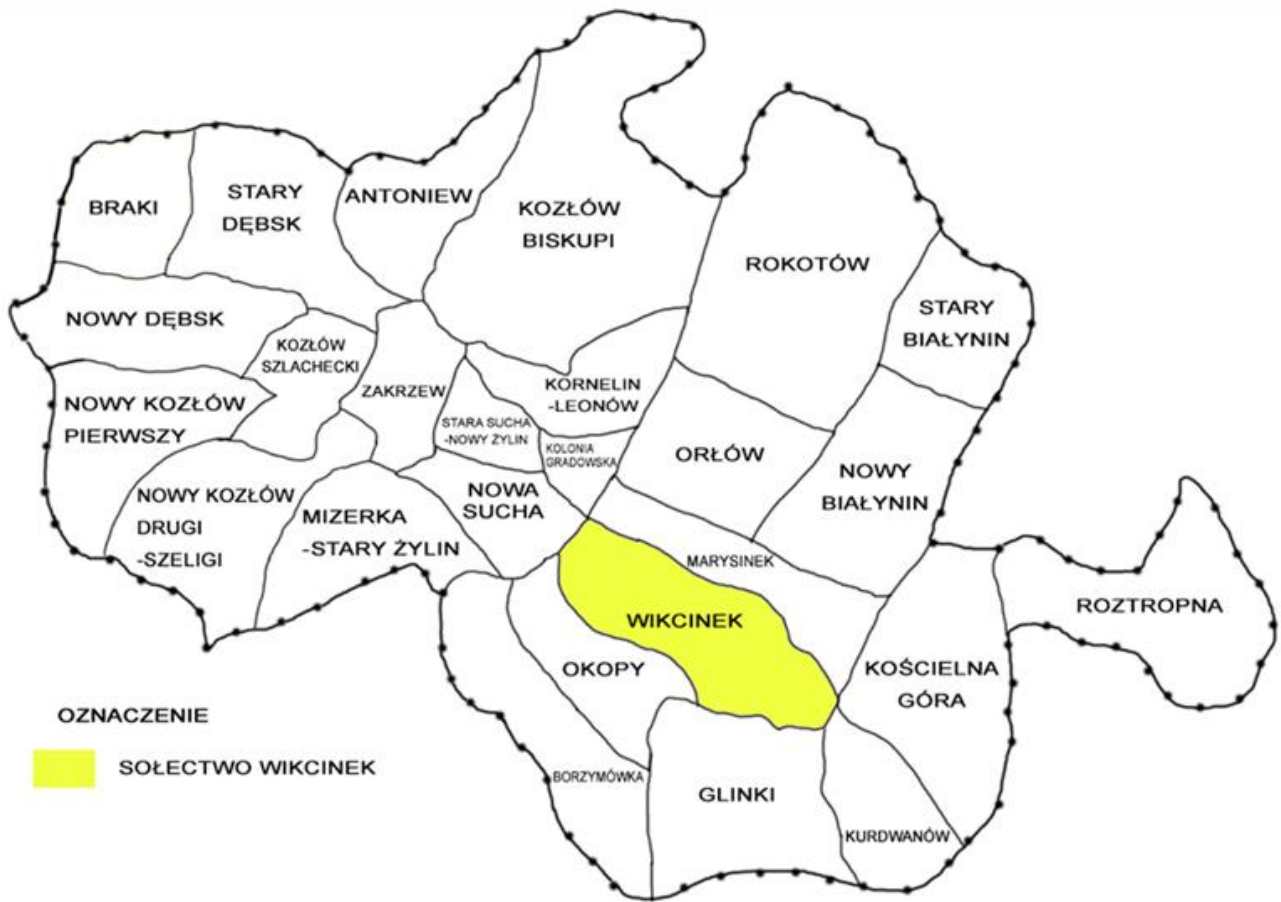 BRAKI
STARY
DĘBSK
ANTONIEW
KOZŁÓW
BISKUPI
ROKOTÓW
STARY
BIAŁYNIN
NOWY DĘBSK
KOZŁÓW
SZLACHECKI
ZAKRZEW
KORNELIN
-LEONÓW
NOWY KOZŁÓW
PIERWSZY
STARA SUCHA
-NOWY ŻYLIN
KOLONIA
GRADOWSKA
ORŁÓW
NOWY
BIAŁYNIN
NOWY KOZŁÓW
DRUGI
-SZELIGI
MIZERKA
-STARY ŻYLIN
NOWA
SUCHA
MARYSINEK
ROZTROPNA
WIKCINEK
OKOPY
KOŚCIELNA
GÓRA
OZNACZENIE
SOŁECTWO WIKCINEK
BORZYMÓWKA
GLINKI
KURDWANÓW